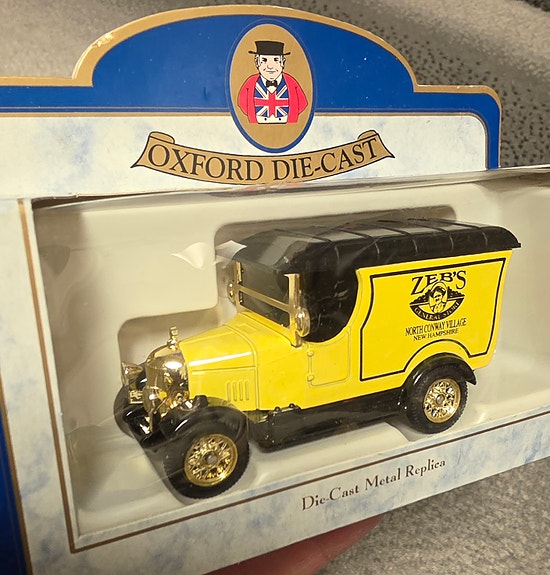 OXFORD DIE-CAST
ZEB'S
GENERAL STORE
NORTH CONWAY VILLAGE
NEW HAMPSHIRE
Die-Cast Metal Replica